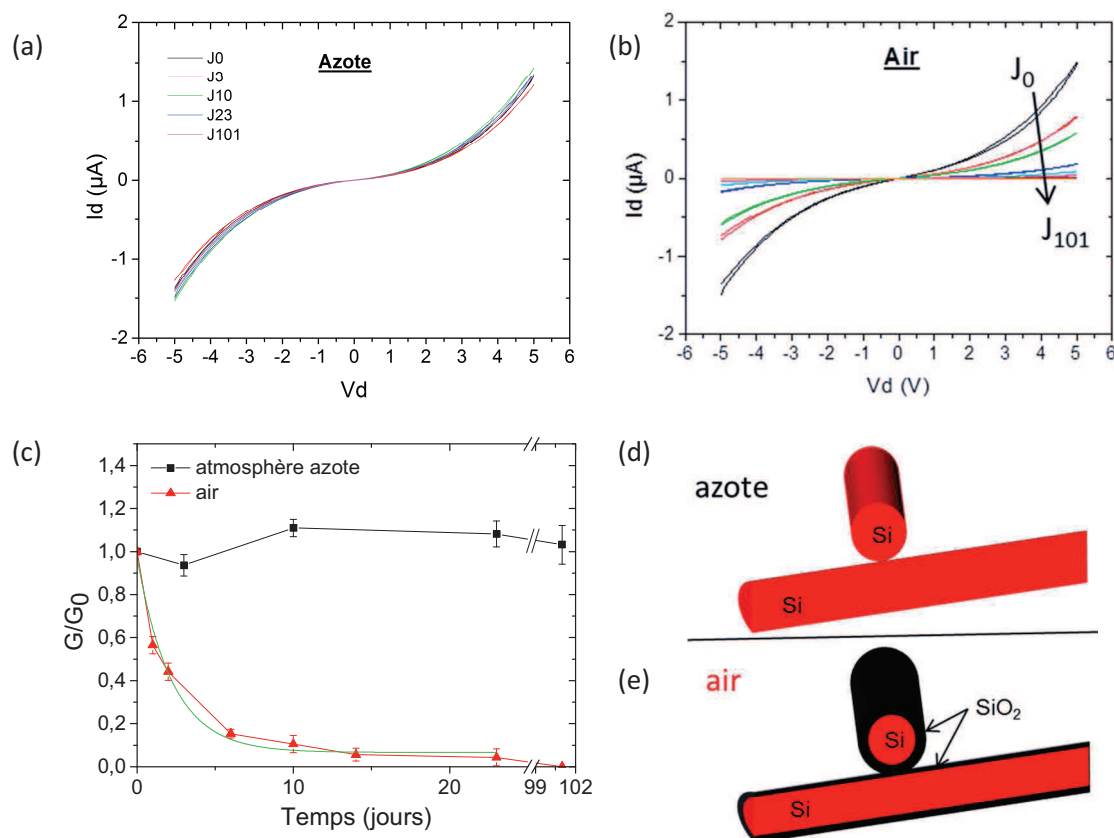 (a)
Azote
J0
J3
J10
J23
J101
2
1
0
-1
-2
Id (µA)
-6 -5 -4 -3 -2 -1 0 1 2 3 4 5 6
Vd
(b)
Air
J0
J101
2
1
0
-1
-2
Id (µA)
-6 -5 -4 -3 -2 -1 0 1 2 3 4 5 6
Vd (V)
(c)
atmosphère azote
air
1,4
1,2
1,0
0,8
0,6
0,4
0,2
0,0
G/G0
0 10 20 99 102
Temps (jours)
(d)
azote
Si
Si
(e)
air
SiO2
Si
Si